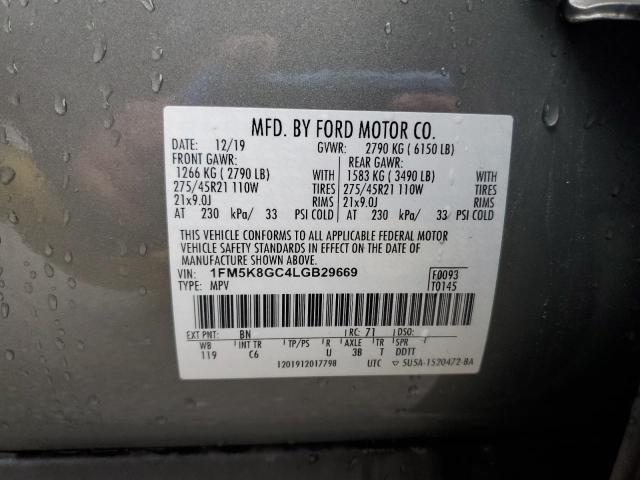 MFD. BY FORD MOTOR CO.
DATE: 12/19 GVWR: 2790 KG ( 6150 LB)
FRONT GAWR: REAR GAWR:
1266 KG ( 2790 LB) WITH 1583 KG ( 3490 LB) WITH
275/45R21 110W TIRES 275/45R21 110W TIRES
21x9.0J RIMS 21x9.0J RIMS
AT 230 kPa/ 33 PSI COLD AT 230 kPa/ 33 PSI COLD
THIS VEHICLE CONFORMS TO ALL APPLICABLE FEDERAL MOTOR
VEHICLE SAFETY STANDARDS IN EFFECT ON THE DATE OF
MANUFACTURE SHOWN ABOVE.
VIN: 1FM5K8GC4LGB29669 F0093
TYPE: MPV T0145
EXT PNT: BN RC: 71 DSO:
WB INT TR TP/PS R AXLE TR SPR
119 C6 U 3B T DDTT
1201912017798 UTC ▽ 5U5A-1520472-BA